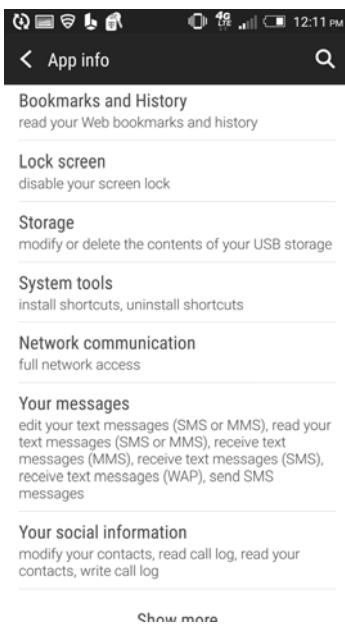 4G LTE 12:11 PM
App info
Bookmarks and History
read your Web bookmarks and history
Lock screen
disable your screen lock
Storage
modify or delete the contents of your USB storage
System tools
install shortcuts, uninstall shortcuts
Network communication
full network access
Your messages
edit your text messages (SMS or MMS), read your
text messages (SMS or MMS), receive text
messages (MMS), receive text messages (SMS),
receive text messages (WAP), send SMS
messages
Your social information
modify your contacts, read call log, read your
contacts, write call log
Show more